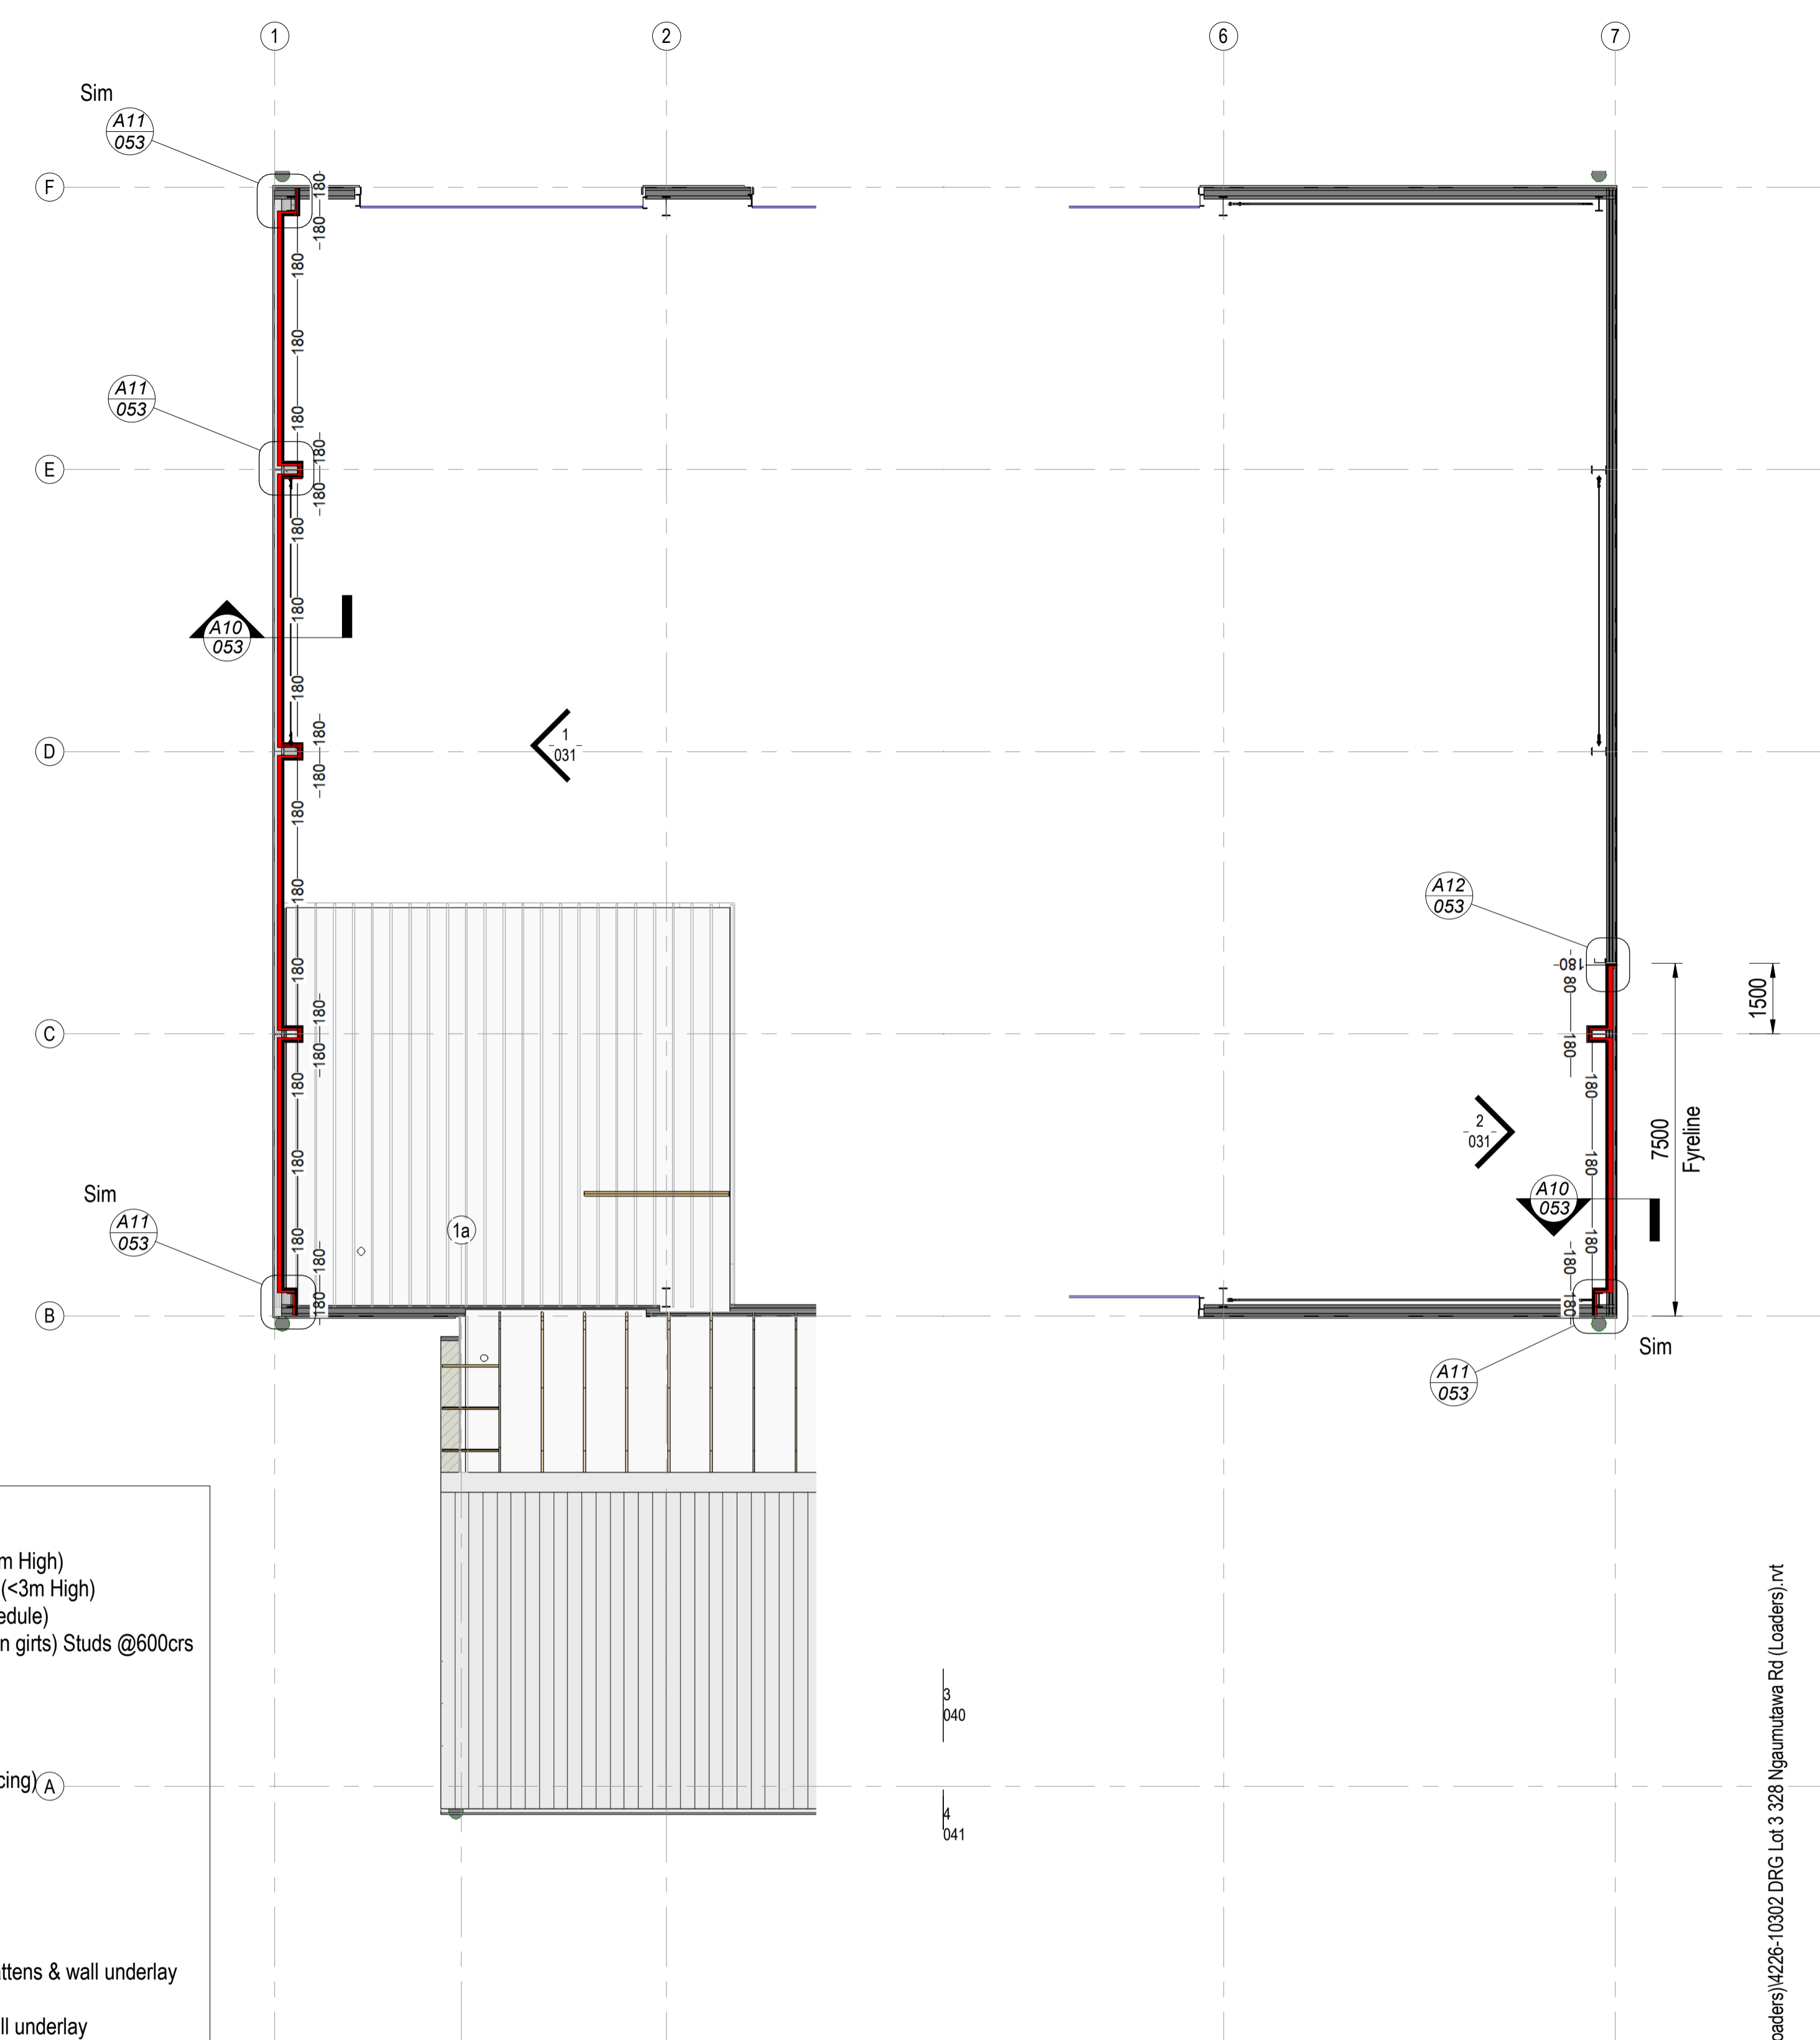 1
2
6
7
Sim
A11
053
F
180
180
180
180
180
A11
053
E
180
180
180
180
180
A10
053
A10
D
1
031
180
180
180
180
A12
053
180
80
180
1500
C
180
180
180
180
180
180
180
7500
Fyreline
2
031
A10
053
Sim
A11
053
1a
180
180
180
180
180
180
B
Sim
A11
053
m High)
(<3m High)
edule)
n girts) Studs @600crs
3
040
cing)
A
4
041
ttens & wall underlay
ll underlay
oaders)\4226-10302 DRG Lot 3 328 Ngaumutawa Rd (Loaders).rvt